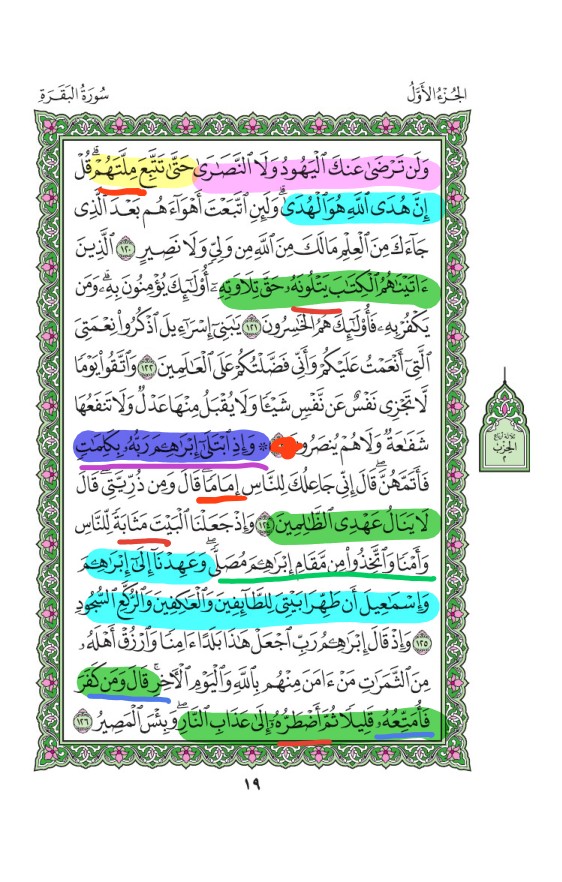 الجُزءُ الأَوَّلُ
سُورَةُ البَقَرَةِ
وَلَن تَرْضَىٰ عَنكَ ٱلْيَهُودُ وَلَا ٱلنَّصَٰرَىٰ حَتَّىٰ تَتَّبِعَ مِلَّتَهُمْ ۗ قُلْ
إِنَّ هُدَى ٱللَّهِ هُوَ ٱلْهُدَىٰ ۗ وَلَئِنِ ٱتَّبَعْتَ أَهْوَآءَهُم بَعْدَ ٱلَّذِى
جَآءَكَ مِنَ ٱلْعِلْمِ مَا لَكَ مِنَ ٱللَّهِ مِن وَلِىٍّ وَلَا نَصِيرٍ ١٢٠ ٱلَّذِينَ
ءَاتَيْنَٰهُمُ ٱلْكِتَٰبَ يَتْلُونَهُۥ حَقَّ تِلَاوَتِهِۦٓ أُو۟لَٰٓئِكَ يُؤْمِنُونَ بِهِۦ ۗ وَمَن
يَكْفُرْ بِهِۦ فَأُو۟لَٰٓئِكَ هُمُ ٱلْخَٰسِرُونَ ١٢١ يَٰبَنِىٓ إِسْرَٰٓءِيلَ ٱذْكُرُوا۟ نِعْمَتِىَ
ٱلَّتِىٓ أَنْعَمْتُ عَلَيْكُمْ وَأَنِّى فَضَّلْتُكُمْ عَلَى ٱلْعَٰلَمِينَ ١٢٢ وَٱتَّقُوا۟ يَوْمًا
لَّا تَجْزِى نَفْسٌ عَن نَّفْسٍ شَيْـًٔا وَلَا يُقْبَلُ مِنْهَا عَدْلٌ وَلَا تَنفَعُهَا
شَفَٰعَةٌ وَلَا هُمْ يُنصَرُونَ ۞ وَإِذِ ٱبْتَلَىٰٓ إِبْرَٰهِۦمَ رَبُّهُۥ بِكَلِمَٰتٍ
فَأَتَمَّهُنَّ ۖ قَالَ إِنِّى جَاعِلُكَ لِلنَّاسِ إِمَامًا ۖ قَالَ وَمِن ذُرِّيَّتِى ۖ قَالَ
لَا يَنَالُ عَهْدِى ٱلظَّٰلِمِينَ ١٢٤ وَإِذْ جَعَلْنَا ٱلْبَيْتَ مَثَابَةً لِّلنَّاسِ
وَأَمْنًا وَٱتَّخِذُوا۟ مِن مَّقَامِ إِبْرَٰهِۦمَ مُصَلًّى ۖ وَعَهِدْنَآ إِلَىٰٓ إِبْرَٰهِۦمَ
وَإِسْمَٰعِيلَ أَن طَهِّرَا بَيْتِىَ لِلطَّآئِفِينَ وَٱلْعَٰكِفِينَ وَٱلرُّكَّعِ ٱلسُّجُودِ
١٢٥ وَإِذْ قَالَ إِبْرَٰهِۦمُ رَبِّ ٱجْعَلْ هَٰذَا بَلَدًا ءَامِنًا وَٱرْزُقْ أَهْلَهُۥ
مِنَ ٱلثَّمَرَٰتِ مَنْ ءَامَنَ مِنْهُم بِٱللَّهِ وَٱلْيَوْمِ ٱلْءَاخِرِ ۖ قَالَ وَمَن كَفَرَ
فَأُمَتِّعُهُۥ قَلِيلًا ثُمَّ أَضْطَرُّهُۥٓ إِلَىٰ عَذَابِ ٱلنَّارِ ۖ وَبِئْسَ ٱلْمَصِيرُ ١٢٦
ثلاثة أرباع
الحزب
٢
١٩